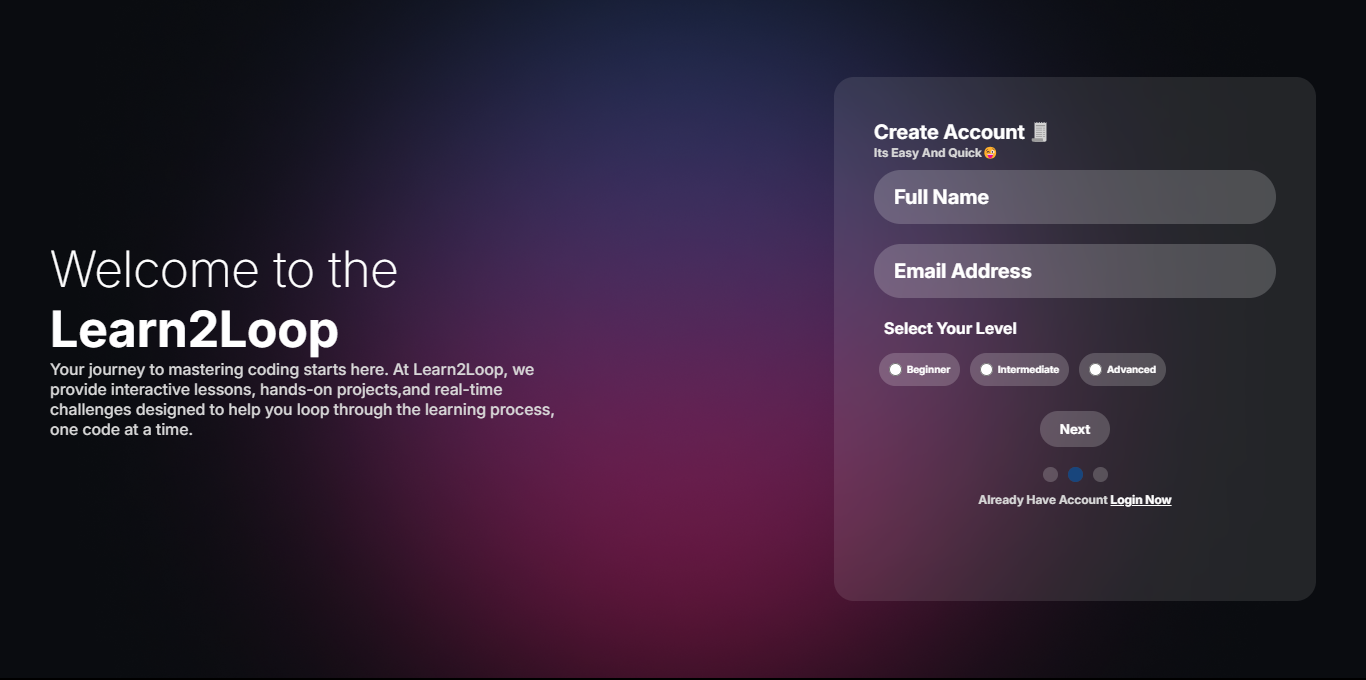 Welcome to the
Learn2Loop
Your journey to mastering coding starts here. At Learn2Loop, we
provide interactive lessons, hands-on projects,and real-time
challenges designed to help you loop through the learning process,
one code at a time.
Create Account 🗒️
Its Easy And Quick😜
Full Name
Email Address
Select Your Level
Beginner Intermediate Advanced
Next
Already Have Account Login Now